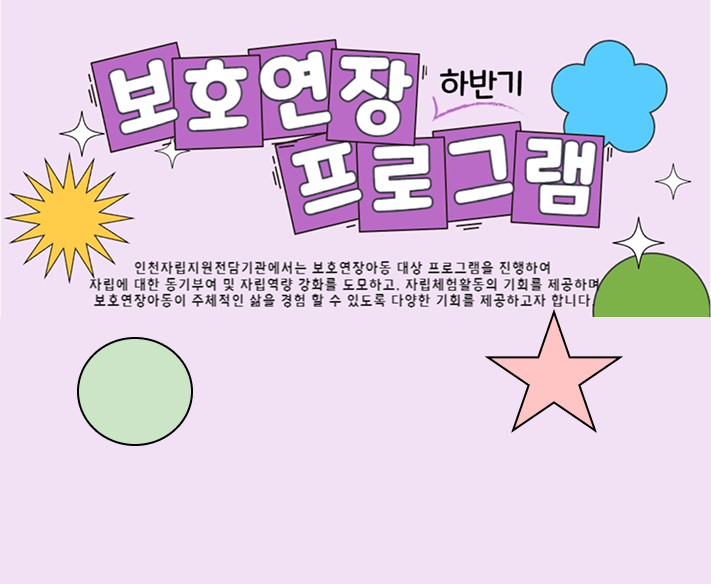 보호연장
하반기
프로그램
인천자립지원전담기관에서는 보호연장아동 대상 프로그램을 진행하여
자립에 대한 동기부여 및 자립역량 강화를 도모하고, 자립체험활동의 기회를 제공하며
보호연장아동이 주체적인 삶을 경험 할 수 있도록 다양한 기회를 제공하고자 합니다.